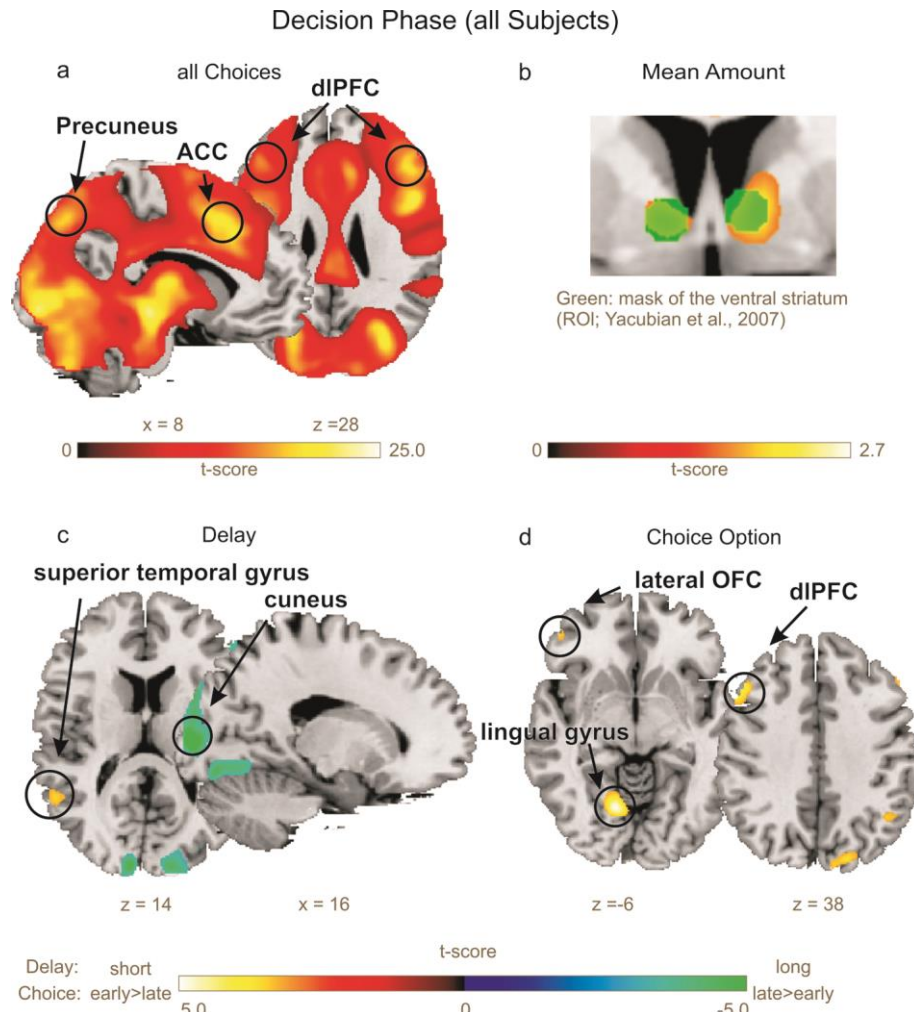 Decision Phase (all Subjects)
a
all Choices
dlPFC
Precuneus
ACC
x = 8
z =28
0
25.0
t-score
b
Mean Amount
Green: mask of the ventral striatum
(ROI; Yacubian et al., 2007)
0
2.7
t-score
c
Delay
superior temporal gyrus
cuneus
z = 14
x = 16
d
Choice Option
lateral OFC
dlPFC
lingual gyrus
z =-6
z = 38
t-score
Delay: short long
Choice: early>late late>early
5.0 0 -5.0